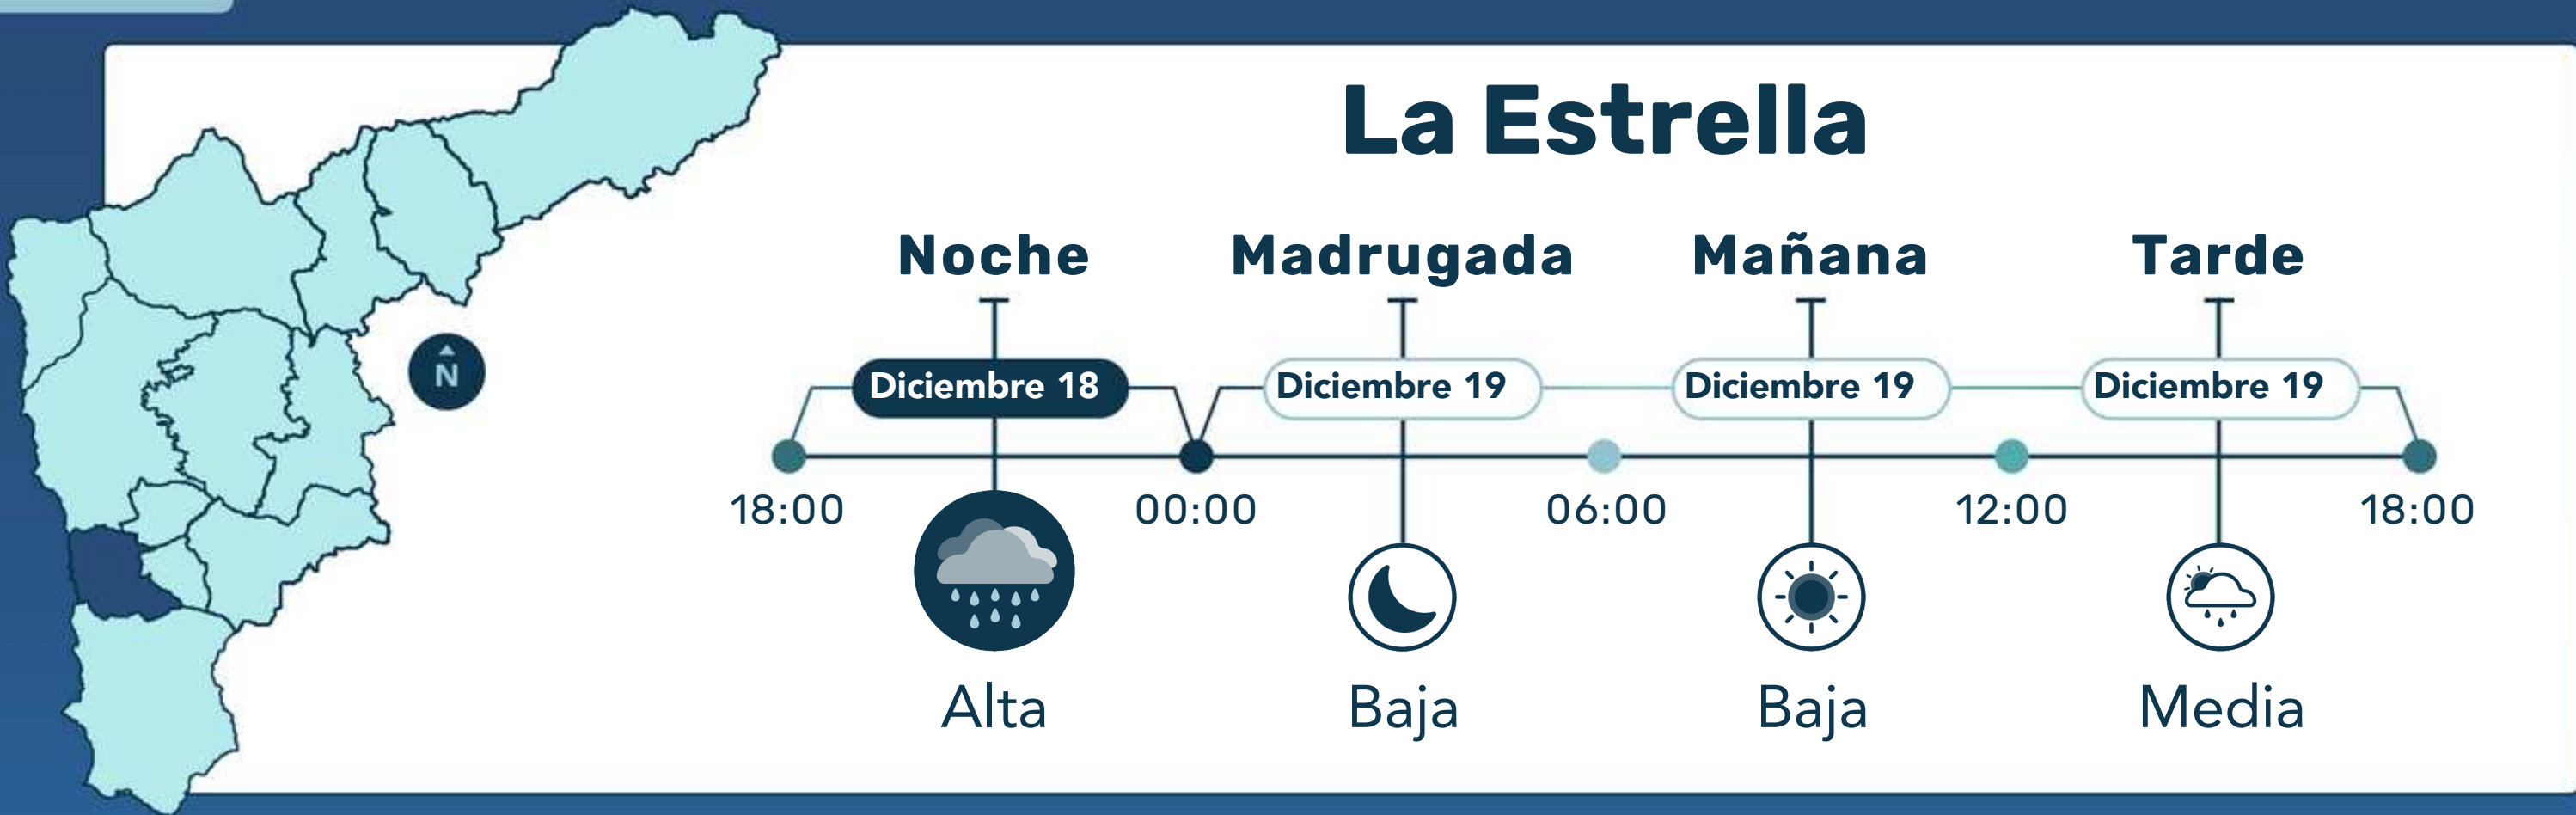 La Estrella
Noche Madrugada Mañana Tarde
N
Diciembre 18 Diciembre 19 Diciembre 19 Diciembre 19
18:00 00:00 06:00 12:00 18:00
Alta Baja Baja Media